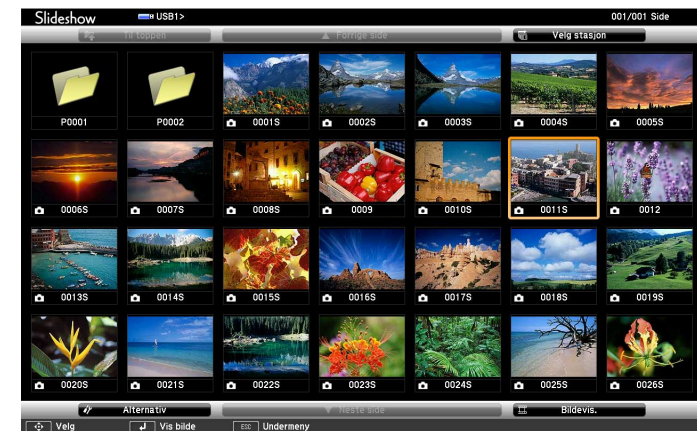 Slideshow USB1> 001/001 Side
Til toppen ▲ Forrige side Velg stasjon
P0001 P0002 0001S 0002S 0003S 0004S 0005S
0006S 0007S 0008S 0009 0010S 0011S 0012
0013S 0014S 0015S 0016S 0017S 0018S 0019S
0020S 0021S 0022S 0023S 0024S 0025S 0026S
Alternativ ▼ Neste side Bildevis.
Velg Vis bilde ESC Undermeny